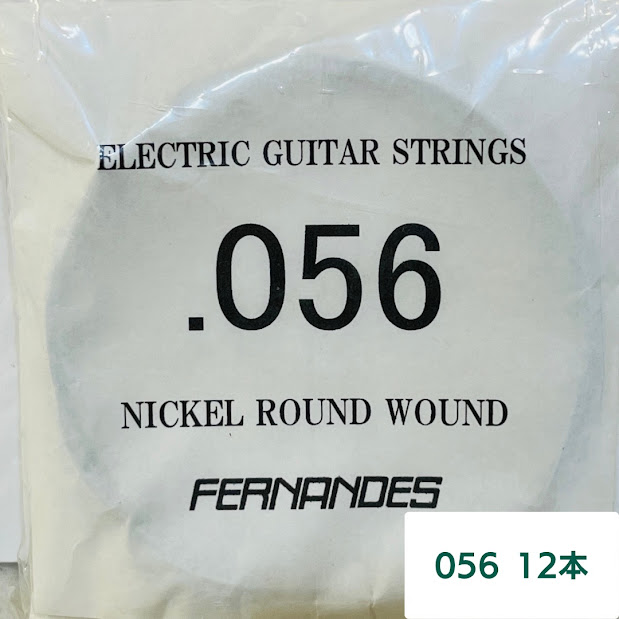 ELECTRIC GUITAR STRINGS
.056
NICKEL ROUND WOUND
FERNANDES
056 12本